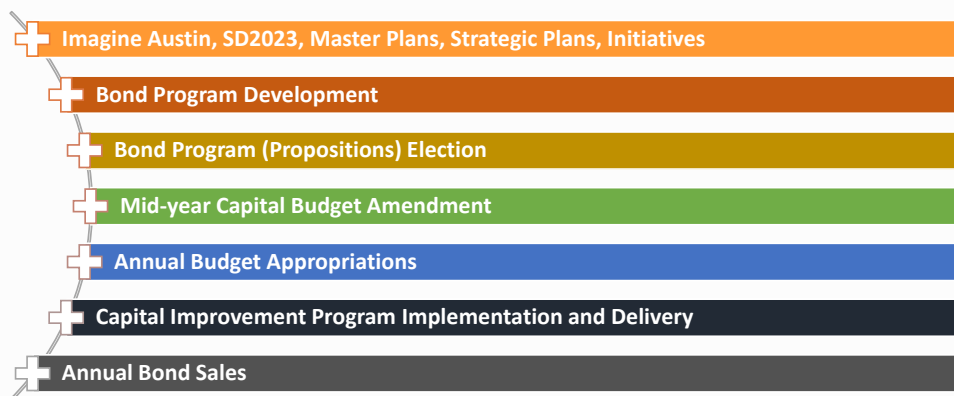 Imagine Austin, SD2023, Master Plans, Strategic Plans, Initiatives
Bond Program Development
Bond Program (Propositions) Election
Mid-year Capital Budget Amendment
Annual Budget Appropriations
Capital Improvement Program Implementation and Delivery
Annual Bond Sales